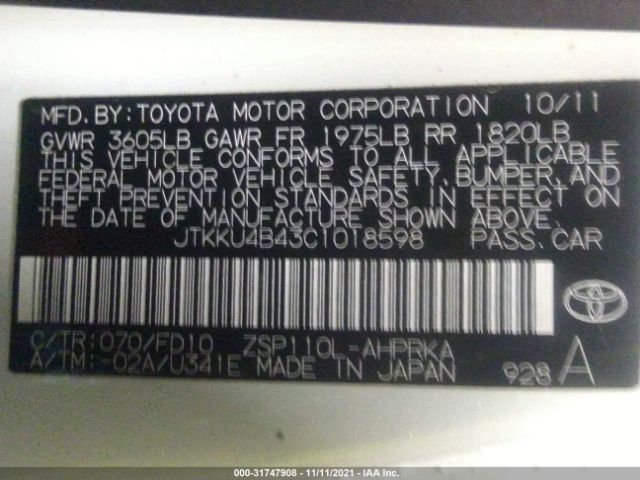 MFD. BY: TOYOTA MOTOR CORPORATION 10/11
GVWR 3605LB GAWR FR 1975LB RR 1820LB
THIS VEHICLE CONFORMS TO ALL APPLICABLE
FEDERAL MOTOR VEHICLE SAFETY, BUMPER, AND
THEFT PREVENTION STANDARDS IN EFFECT ON
THE DATE OF MANUFACTURE SHOWN ABOVE.
JTKKU4B43C1018598 PASS. CAR
C/TR: 070/FD10 ZSP110L-AHPRKA
A/TM: -02A/U341E MADE IN JAPAN 928 A
000-31747908 - 11/11/2021 - IAA Inc.